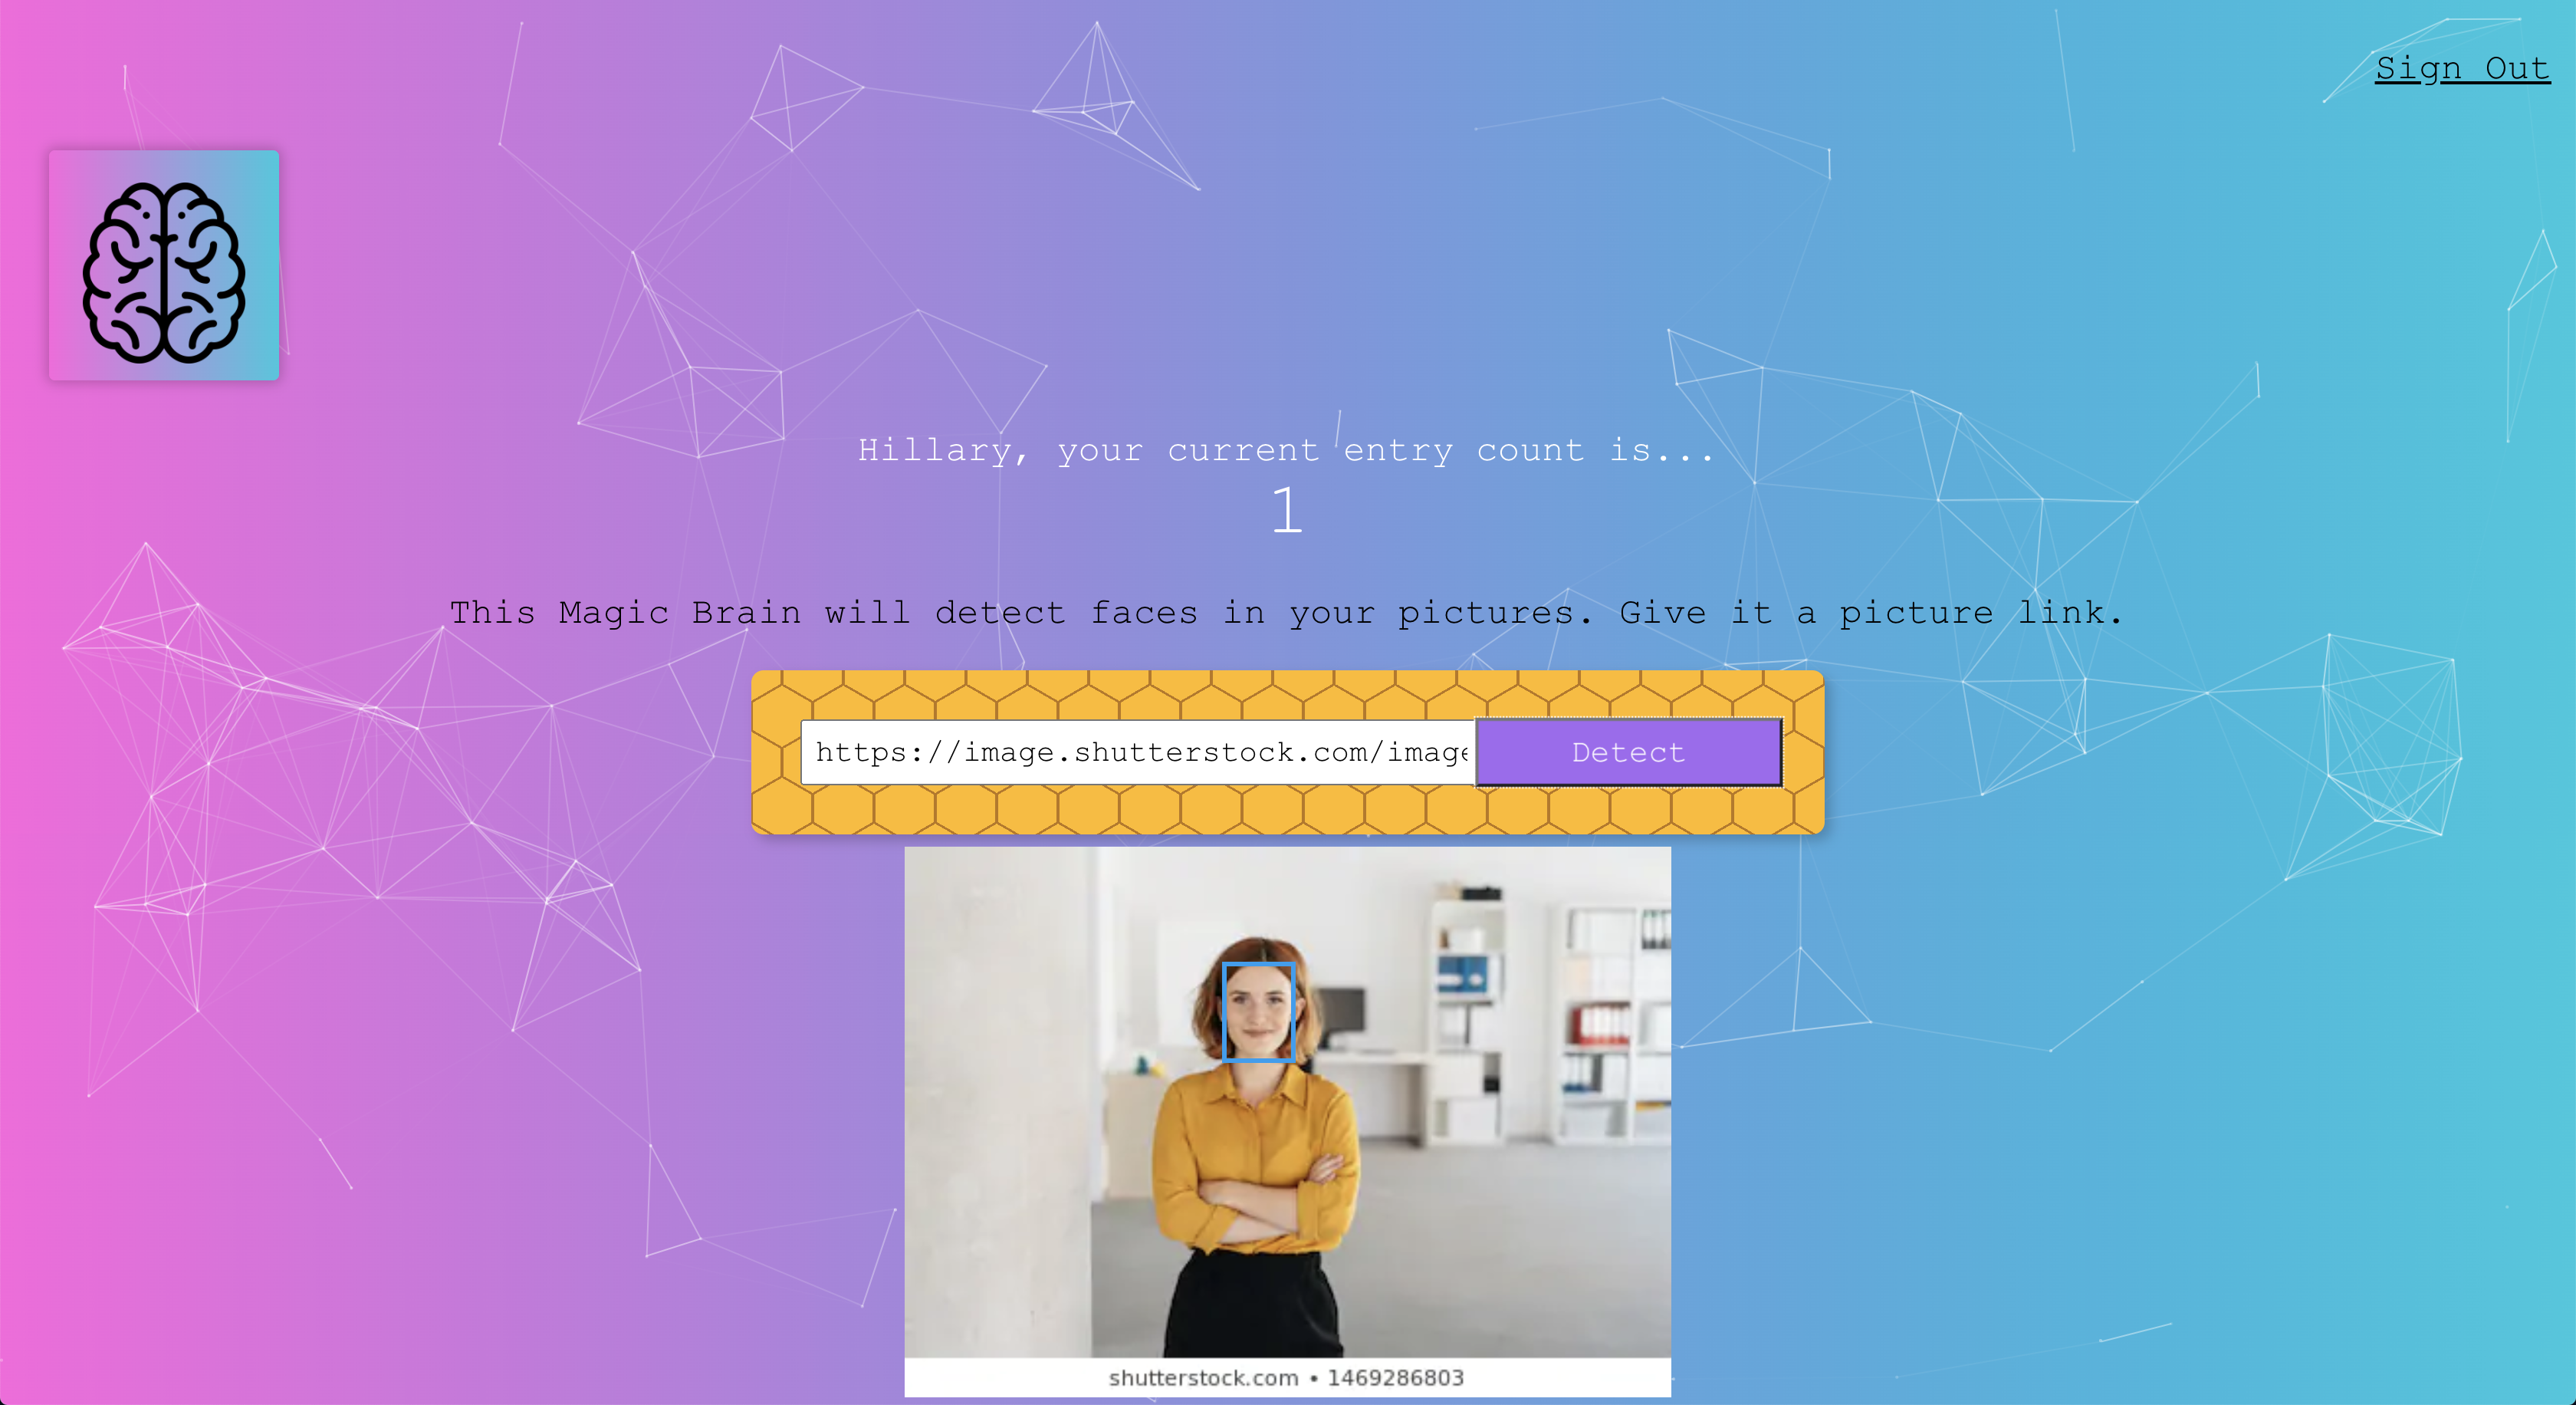 Sign Out
Hillary, your current entry count is...
1
This Magic Brain will detect faces in your pictures. Give it a picture link.
https://image.shutterstock.com/image
Detect
shutterstock.com • 1469286803